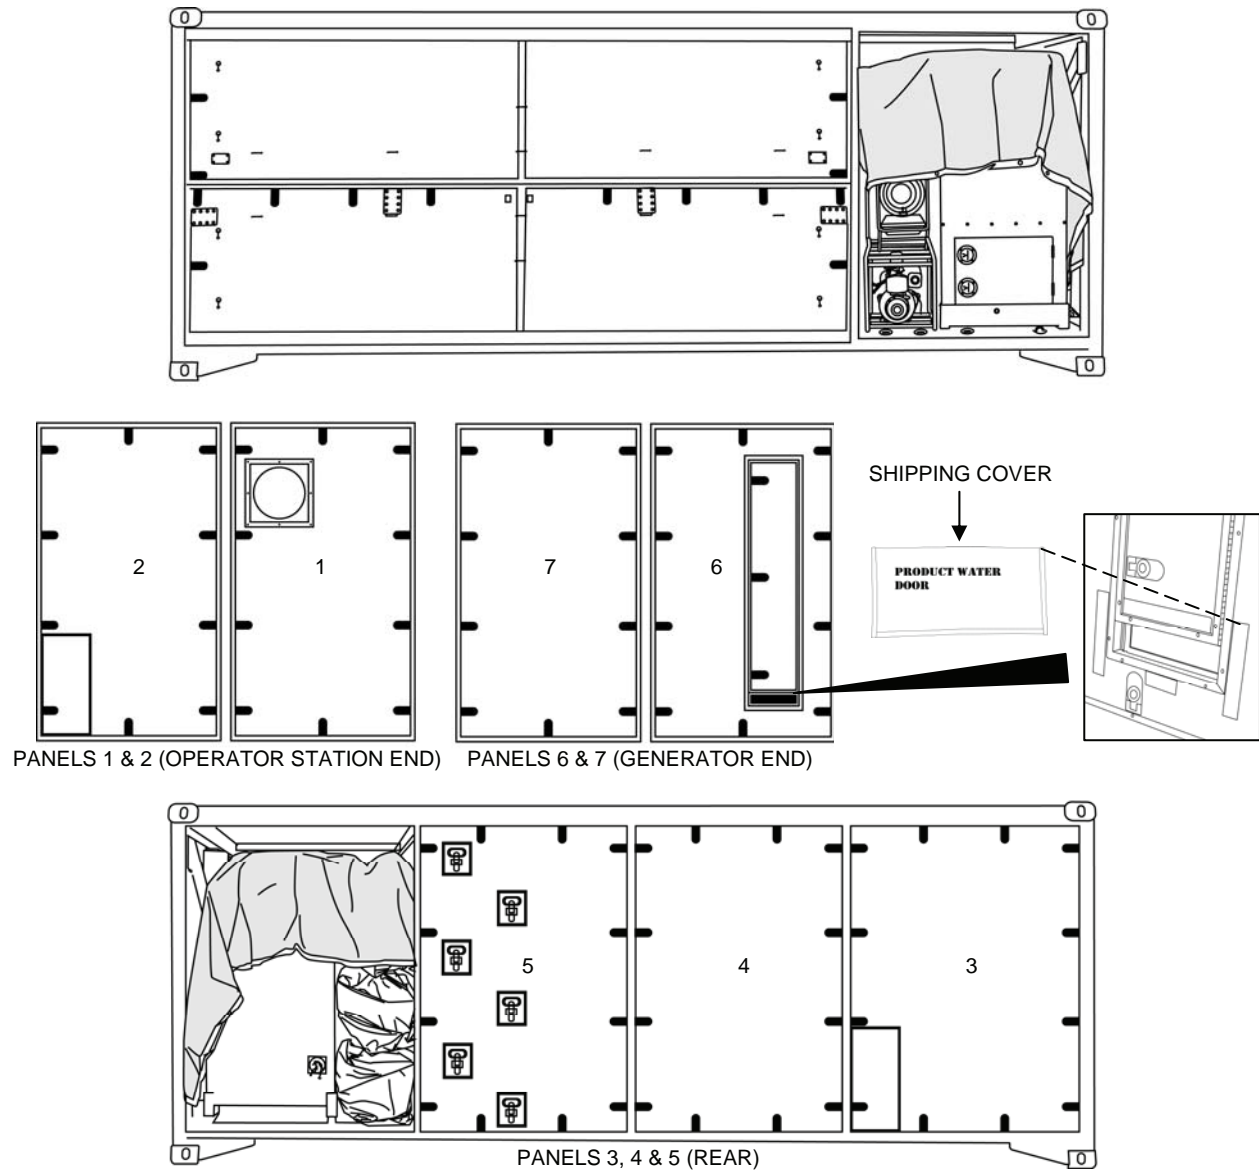 2
1
7
6
SHIPPING COVER
PRODUCT WATER
DOOR
PANELS 1 & 2 (OPERATOR STATION END)
PANELS 6 & 7 (GENERATOR END)
5
4
3
PANELS 3, 4 & 5 (REAR)